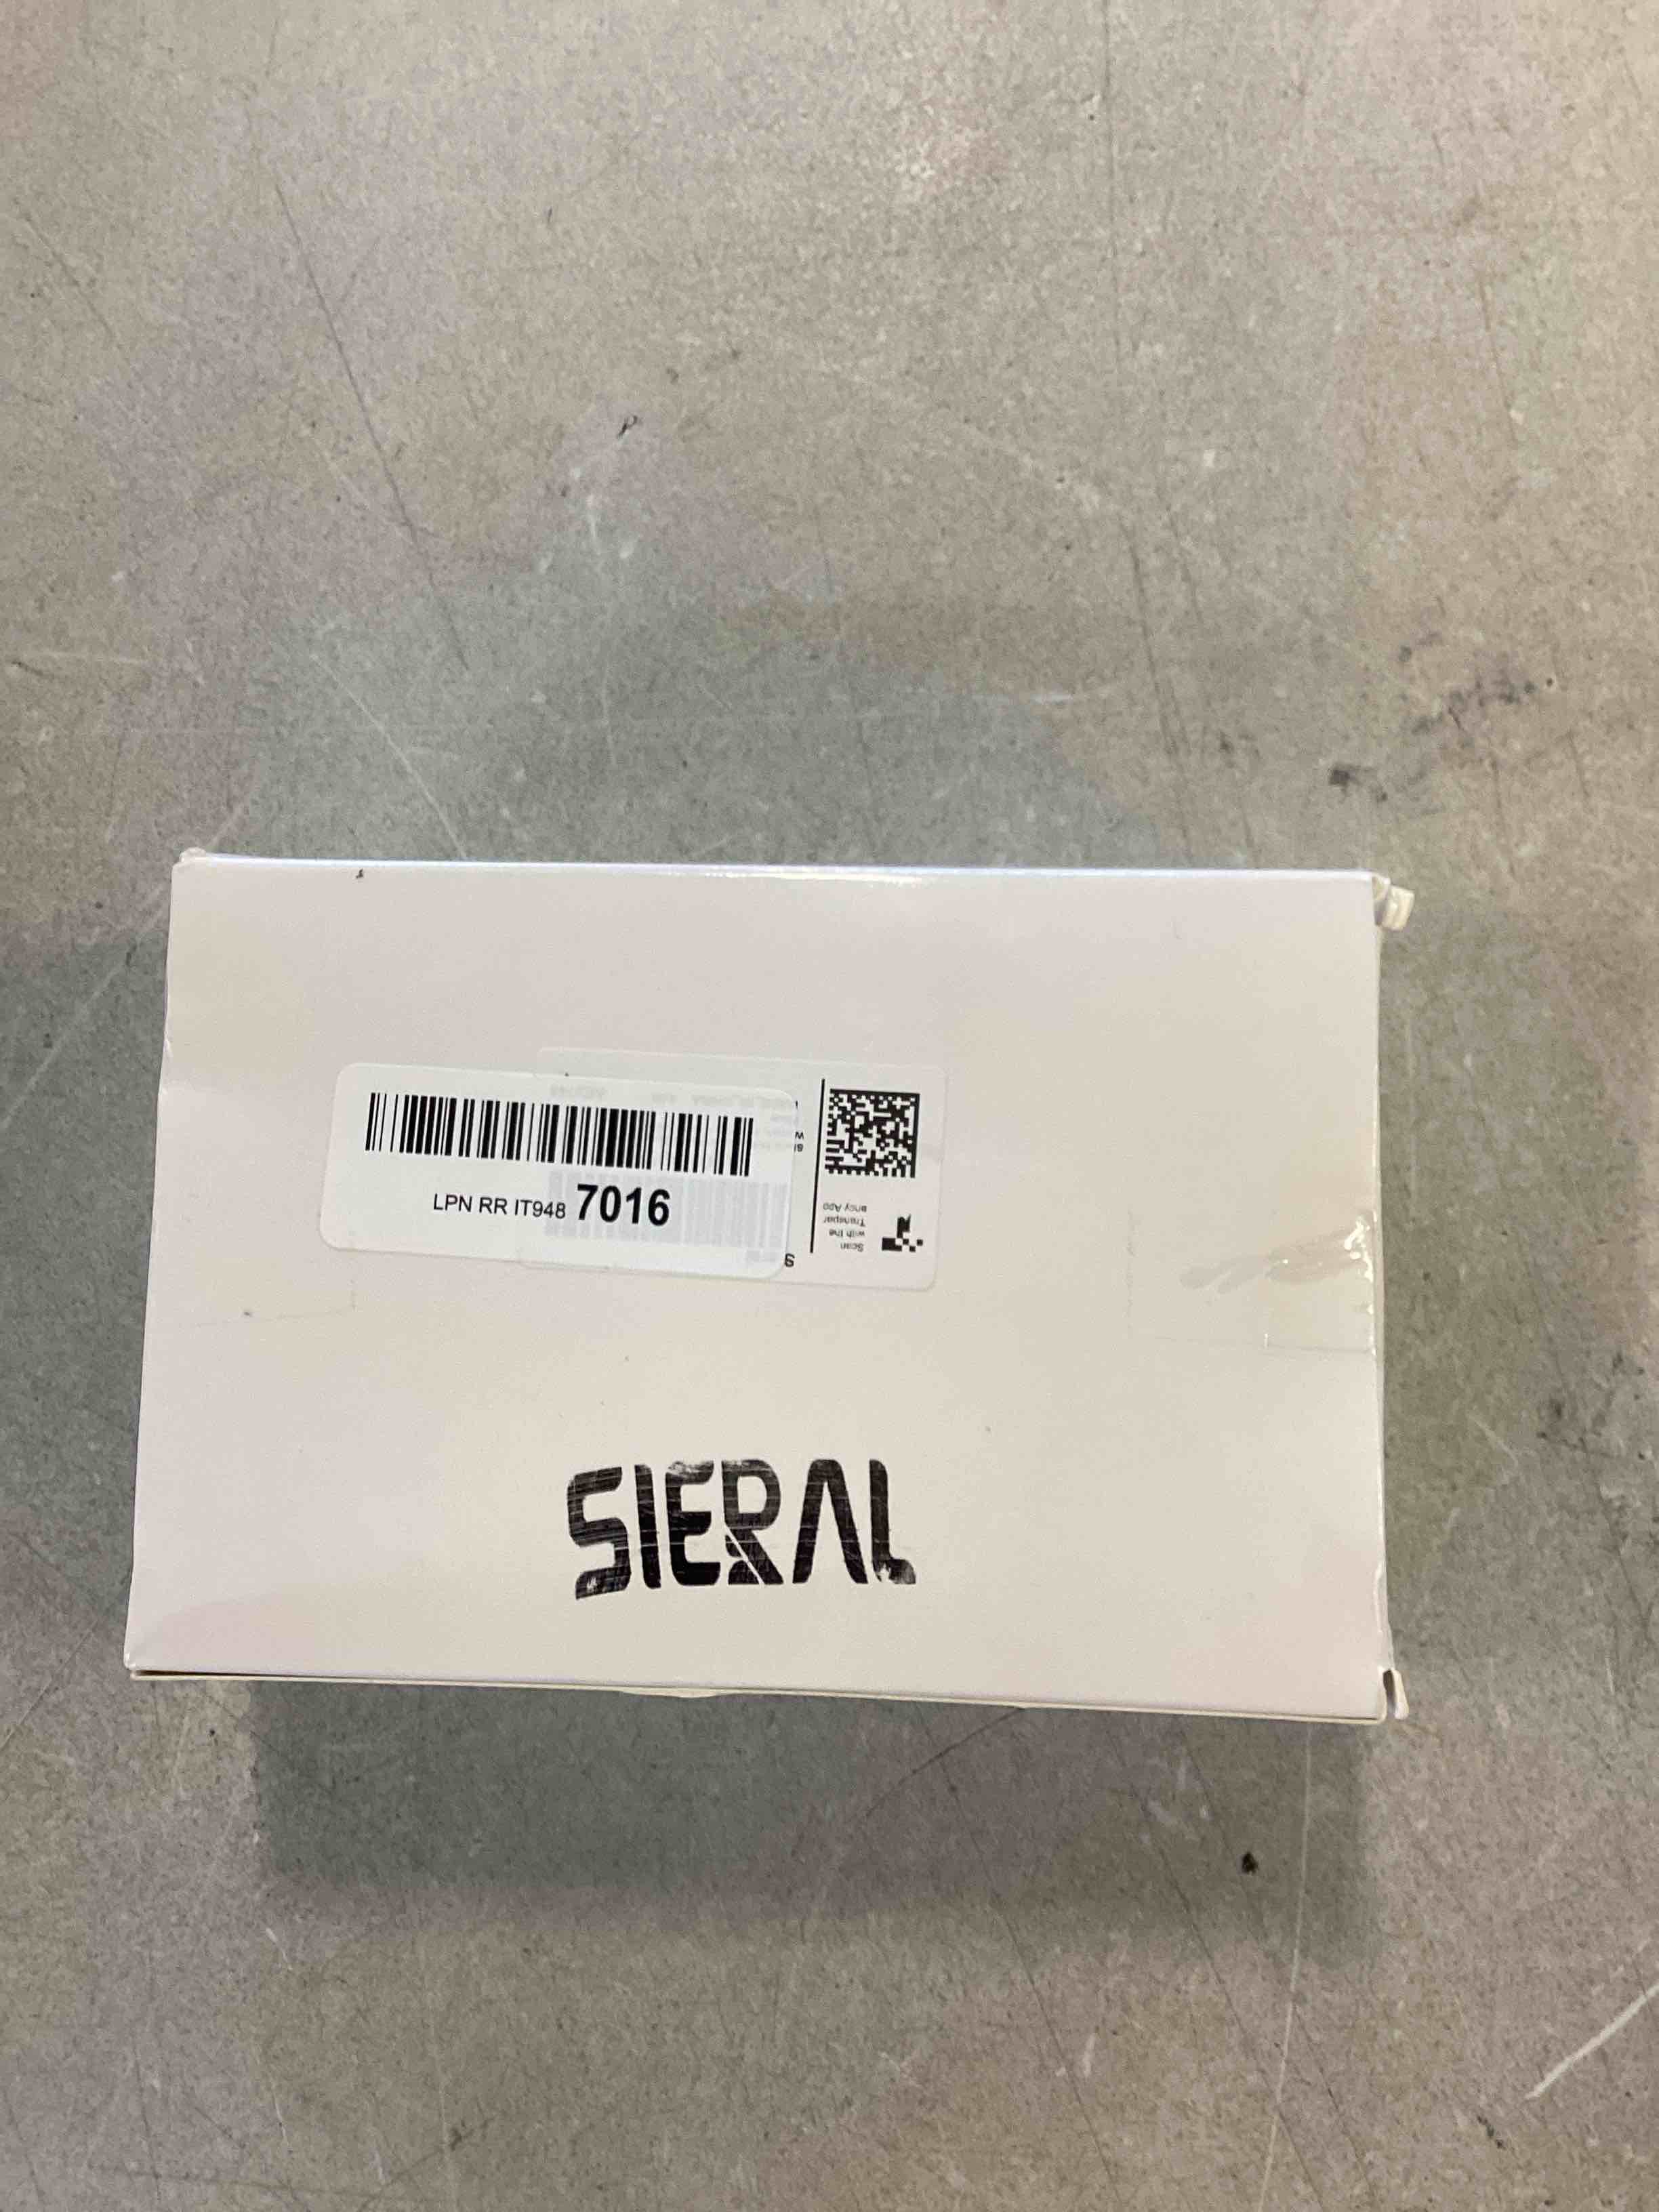 LPN RR IT948 7016
Scan
with the
Transpar
ency App
SIERAL